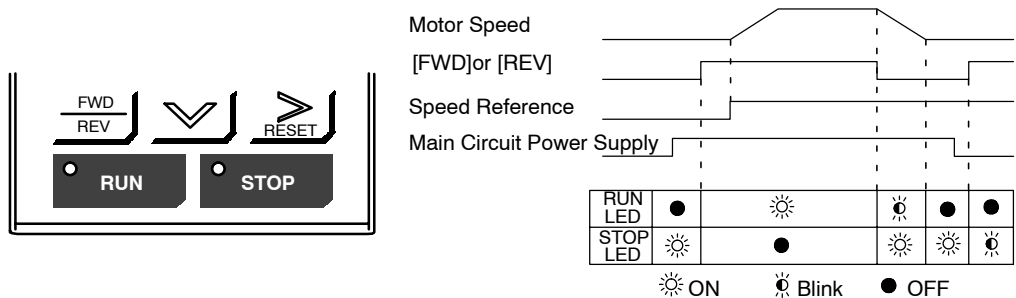 FWD
REV
RESET
RUN
STOP
Motor Speed
[FWD]or [REV]
Speed Reference
Main Circuit Power Supply
RUN
LED
STOP
LED
ON Blink OFF